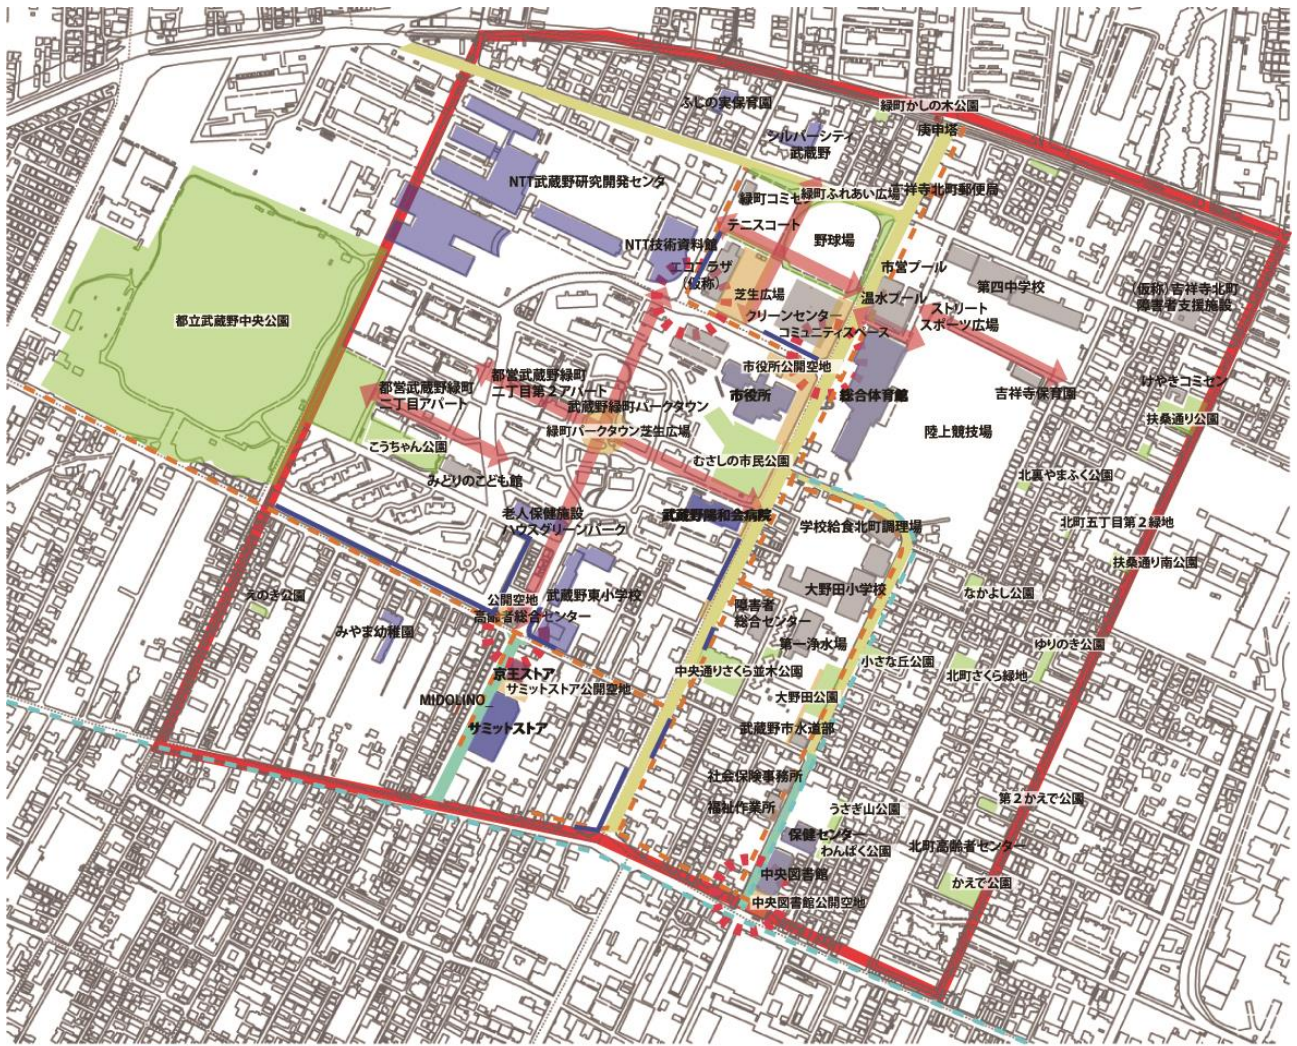 ふじの実保育園
緑町かしの木公園
庚申塔
シルバーシティ
武蔵野
NTT武蔵野研究開発センタ
緑町コミセン
緑町ふれあい広場
吉祥寺北町郵便局
テニスコート
野球場
NTT技術資料館
エコプラザ
(仮称)
市営プール
第四中学校
(仮称)吉祥寺北町
障害者支援施設
芝生広場
温水プール
ストリート
スポーツ広場
クリーンセンター
コミュニティスペース
都立武蔵野中央公園
市役所公開空地
都営武蔵野緑町
二丁目第2アパート
都営武蔵野緑町
二丁目アパート
武蔵野緑町パークタウン
市役所
総合体育館
吉祥寺保育園
けやきコミセン
扶桑通り公園
緑町パークタウン芝生広場
陸上競技場
こうちゃん公園
むさしの市民公園
みどりのこども館
北裏やまふく公園
老人保健施設
ハウスグリーンパーク
武蔵野陽和会病院
学校給食北町調理場
北町五丁目第2緑地
扶桑通り南公園
えのき公園
公開空地
武蔵野東小学校
高齢者総合センター
大野田小学校
なかよし公園
みやま幼稚園
障害者
総合センター
第一浄水場
ゆりのき公園
小さな丘公園
京王ストア
中央通りさくら並木公園
北町さくら緑地
サミットストア公開空地
MIDOLINO
大野田公園
サミットストア
武蔵野市水道部
社会保険事務所
福祉作業所
うさぎ山公園
第2かえで公園
保健センター
わんぱく公園
北町高齢者センター
中央図書館
かえで公園
中央図書館公開空地